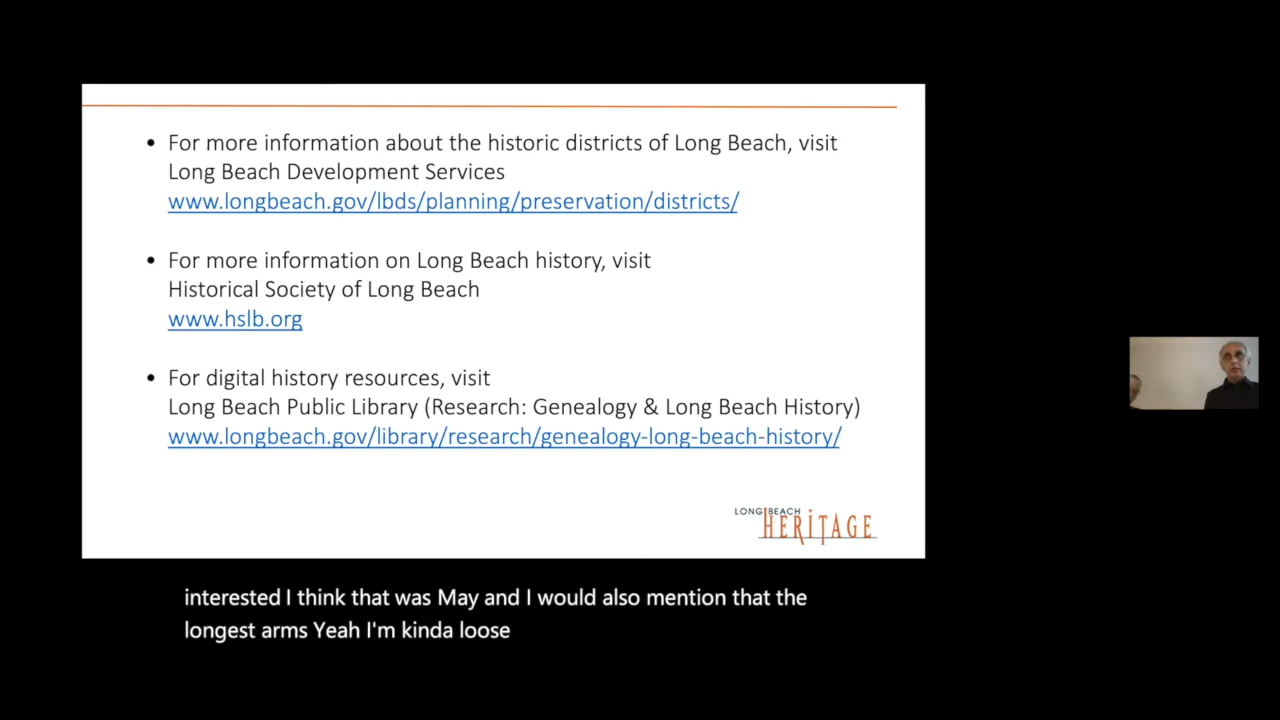 • For more information about the historic districts of Long Beach, visit
Long Beach Development Services
www.longbeach.gov/lbds/planning/preservation/districts/
• For more information on Long Beach history, visit
Historical Society of Long Beach
www.hslb.org
• For digital history resources, visit
Long Beach Public Library (Research: Genealogy & Long Beach History)
www.longbeach.gov/library/research/genealogy-long-beach-history/
LONG BEACH
HERiTAGE
interested I think that was May and I would also mention that the
longest arms Yeah I'm kinda loose